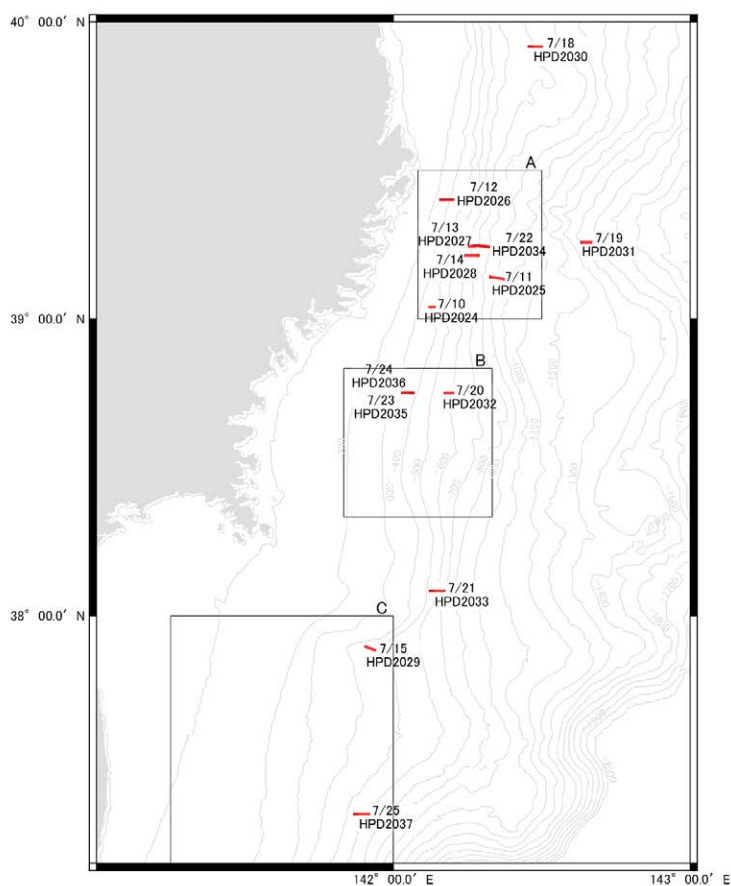 40° 00.0' N
7/18
HPD2030
A
7/12
HPD2026
7/13
HPD2027
7/22
HPD2034
7/19
HPD2031
7/14
HPD2028
7/11
HPD2025
7/10
HPD2024
39° 00.0' N
B
7/24
HPD2036
7/23
HPD2035
7/20
HPD2032
7/21
HPD2033
38° 00.0' N
C
7/15
HPD2029
7/25
HPD2037
142° 00.0' E
143° 00.0' E